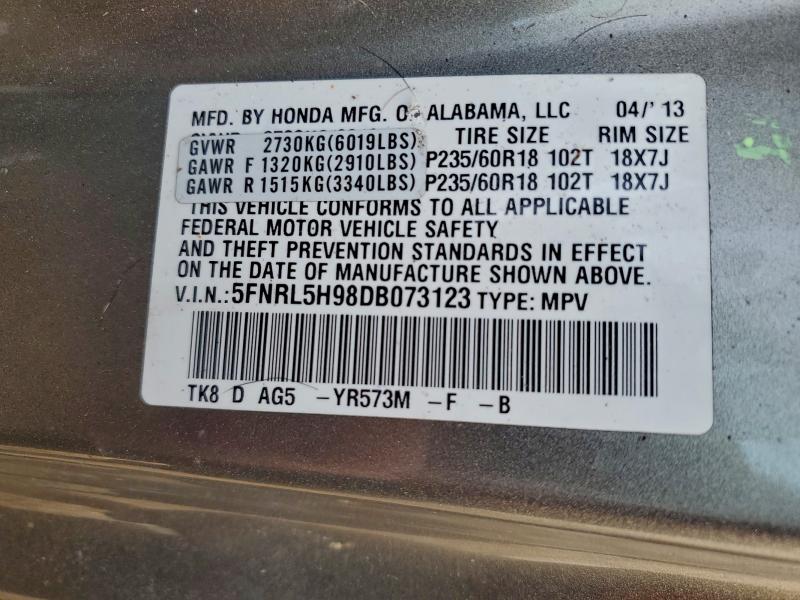 MFD. BY HONDA MFG. OF ALABAMA, LLC 04/'13
GVWR 2730KG(6019LBS) TIRE SIZE RIM SIZE
GAWR F 1320KG(2910LBS) P235/60R18 102T 18X7J
GAWR R 1515KG(3340LBS) P235/60R18 102T 18X7J
THIS VEHICLE CONFORMS TO ALL APPLICABLE
FEDERAL MOTOR VEHICLE SAFETY
AND THEFT PREVENTION STANDARDS IN EFFECT
ON THE DATE OF MANUFACTURE SHOWN ABOVE.
V.I.N.:5FNRL5H98DB073123 TYPE: MPV
TK8 D AG5 -YR573M -F -B